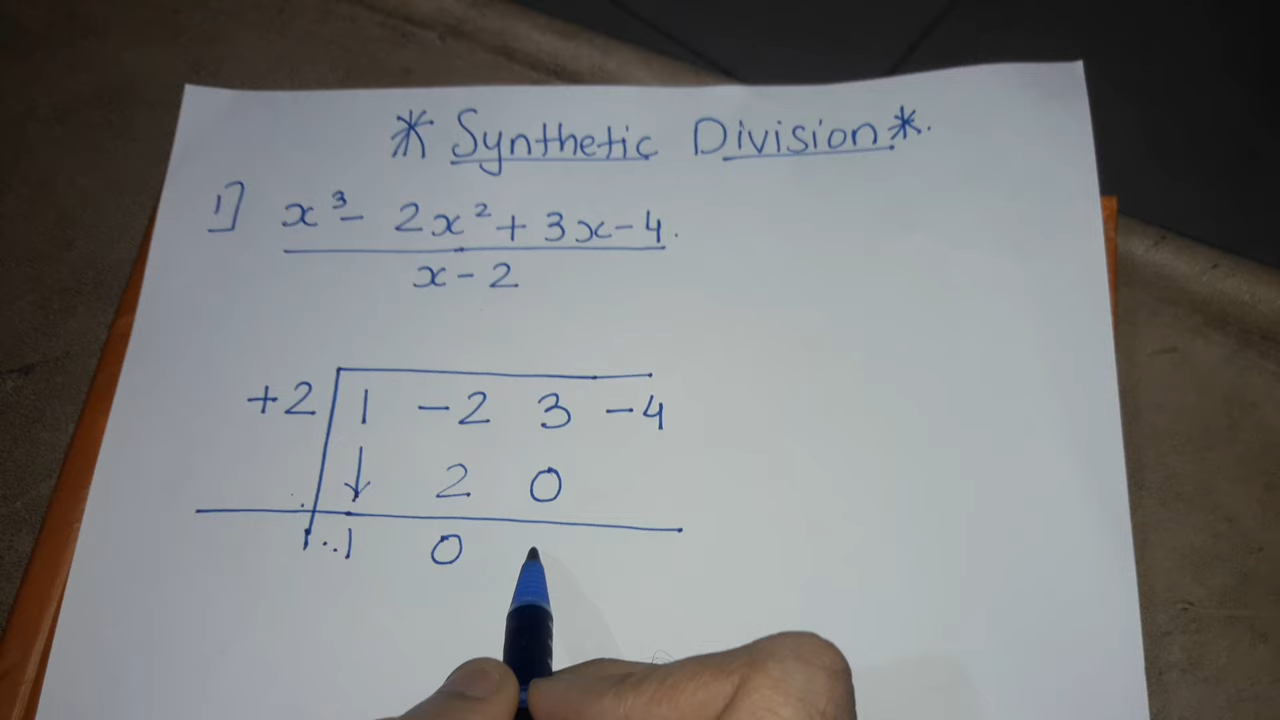 * Synthetic Division *.
1] x³ - 2x² + 3x - 4.
x - 2
+2 1 -2 3 -4
↓ 2 0
1 0